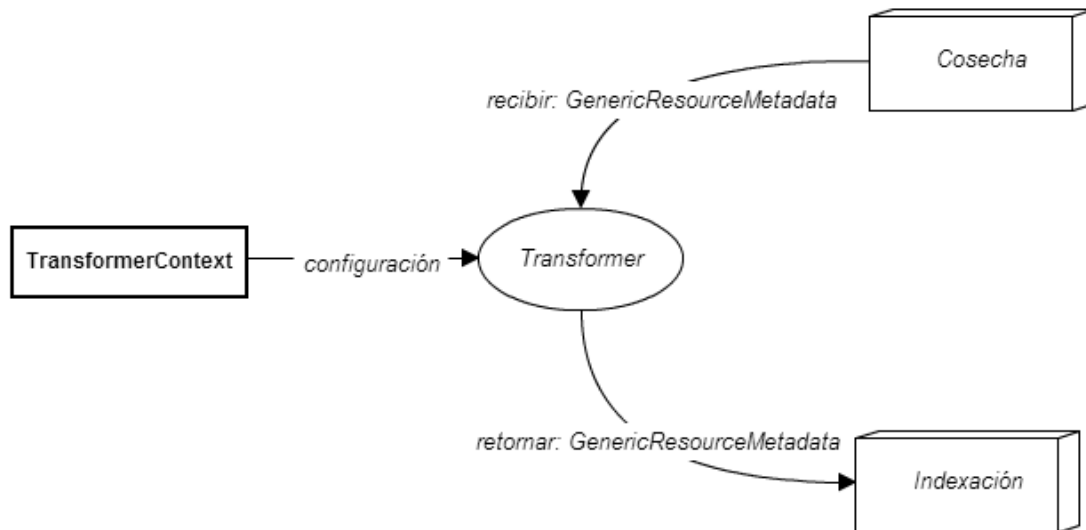 Cosecha
recibir: GenericResourceMetadata
TransformerContext
configuración
Transformer
retornar: GenericResourceMetadata
Indexación